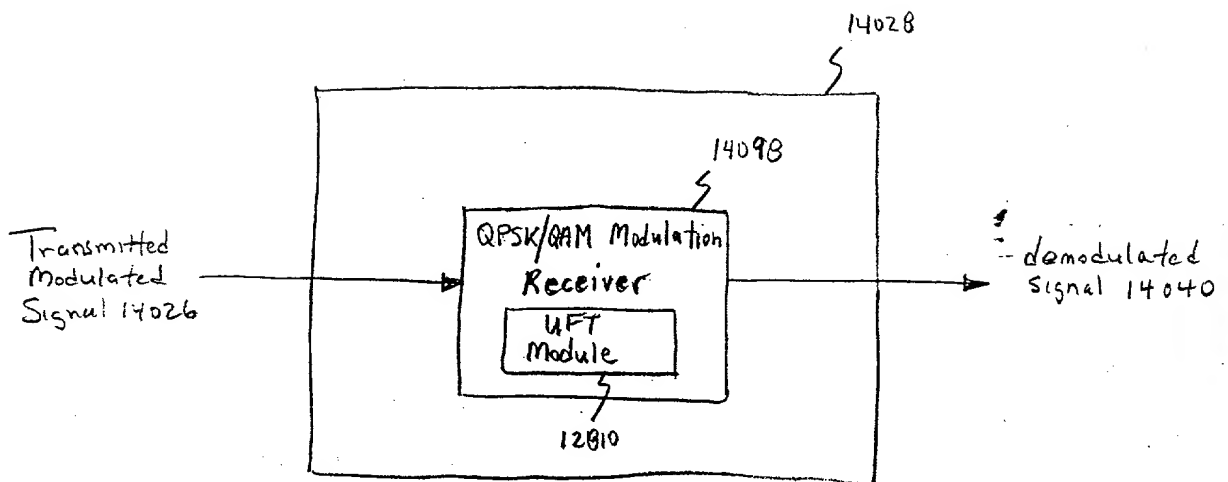 14028
14098
Transmitted
Modulated
Signal 14026
QPSK/QAM Modulation
Receiver
UFT
Module
12810
demodulated
Signal 14040